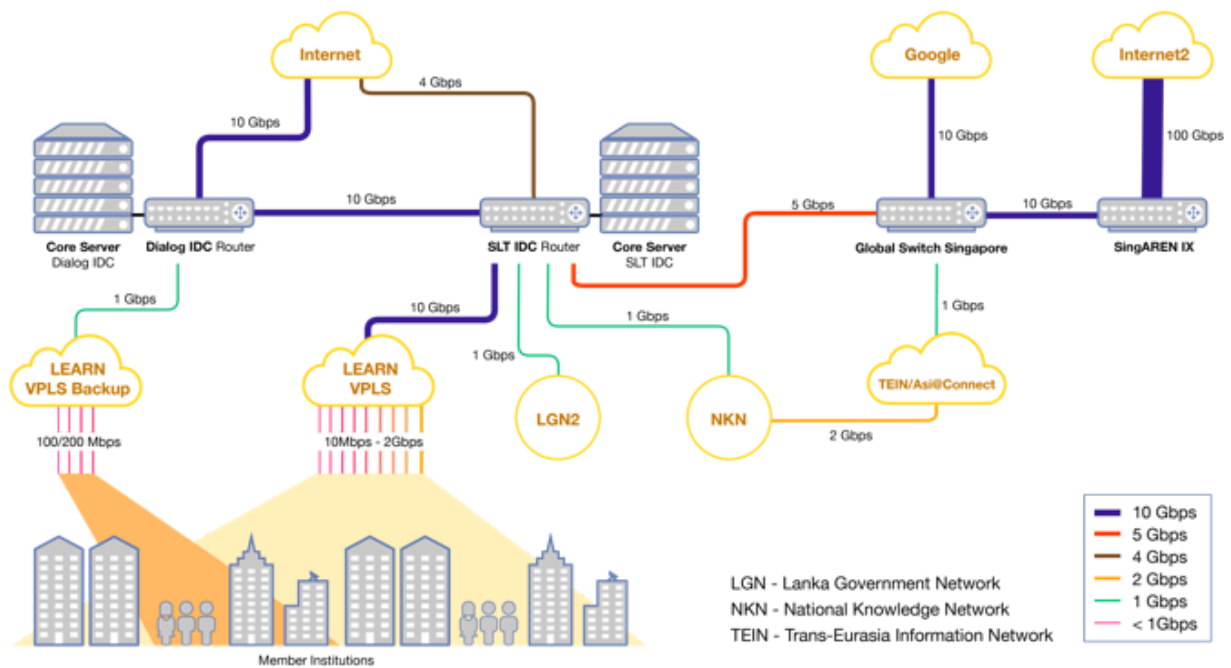 Internet
Google
Internet2
4 Gbps
10 Gbps
10 Gbps
100 Gbps
10 Gbps
5 Gbps
10 Gbps
Core Server
Dialog IDC
Dialog IDC Router
SLT IDC Router
Core Server
SLT IDC
Global Switch Singapore
SingAREN IX
1 Gbps
10 Gbps
1 Gbps
1 Gbps
1 Gbps
LEARN
VPLS Backup
LEARN
VPLS
LGN2
NKN
TEIN/Asi@Connect
2 Gbps
100/200 Mbps
10Mbps - 2Gbps
Member Institutions
LGN - Lanka Government Network
NKN - National Knowledge Network
TEIN - Trans-Eurasia Information Network
10 Gbps
5 Gbps
4 Gbps
2 Gbps
1 Gbps
< 1Gbps